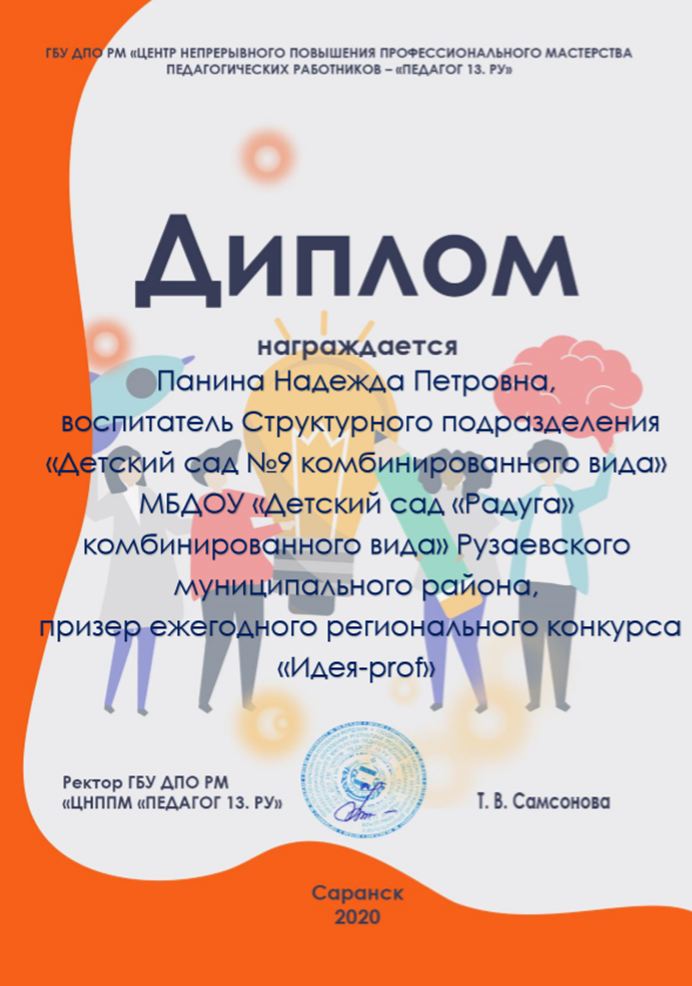 ГБУ ДПО РМ «ЦЕНТР НЕПРЕРЫВНОГО ПОВЫШЕНИЯ ПРОФЕССИОНАЛЬНОГО МАСТЕРСТВА
ПЕДАГОГИЧЕСКИХ РАБОТНИКОВ – «ПЕДАГОГ 13. РУ»
Диплом
награждается
Панина Надежда Петровна,
воспитатель Структурного подразделения
«Детский сад №9 комбинированного вида»
МБДОУ «Детский сад «Радуга»
комбинированного вида» Рузаевского
муниципального района,
призер ежегодного регионального конкурса
«Идея-prof»
Ректор ГБУ ДПО РМ
«ЦНППМ «ПЕДАГОГ 13. РУ»
Т. В. Самсонова
Саранск
2020